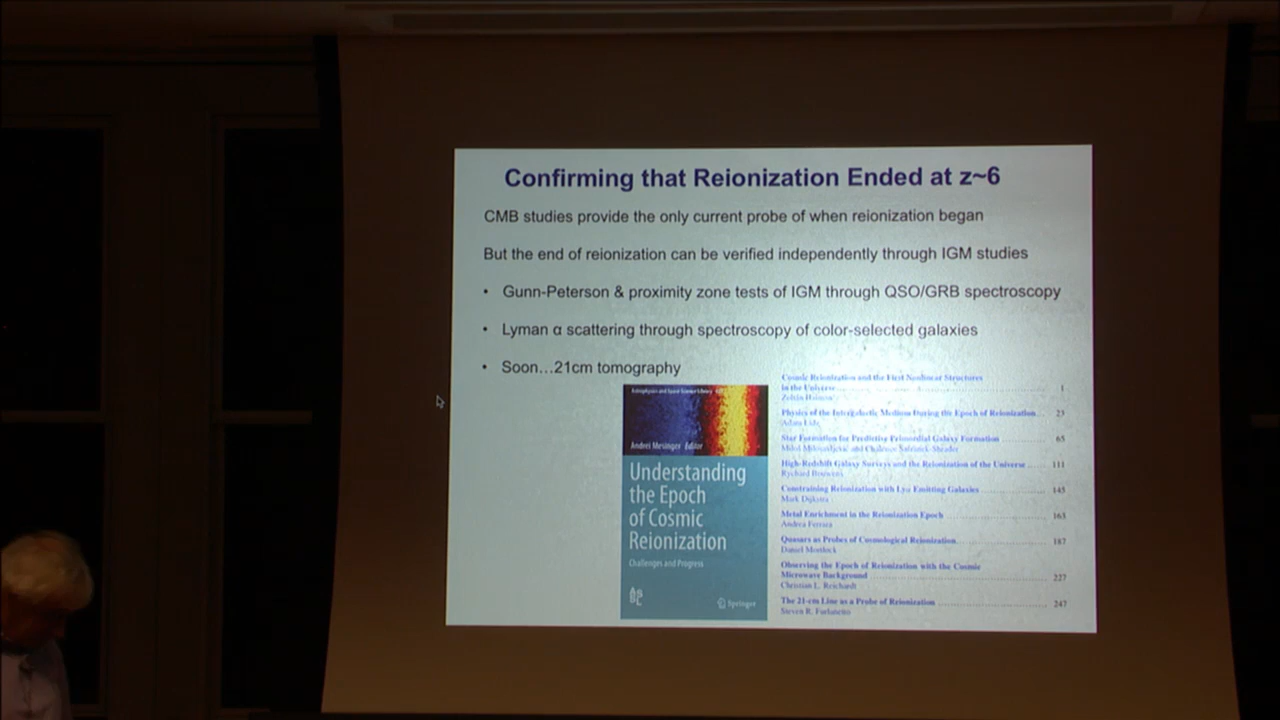 Confirming that Reionization Ended at z~6
CMB studies provide the only current probe of when reionization began
But the end of reionization can be verified independently through IGM studies
• Gunn-Peterson & proximity zone tests of IGM through QSO/GRB spectroscopy
• Lyman α scattering through spectroscopy of color-selected galaxies
• Soon...21cm tomography
Astrophysics and Space Science Library
Andrei Mesinger Editor
Understanding
the Epoch
of Cosmic
Reionization
Challenges and Progress
Springer
Cosmic Reionization and the First Nonlinear Structures
in the Universe 1
Zoltán Haiman
Physics of the Intergalactic Medium During the Epoch of Reionization 23
Adam Lidz
Star Formation for Predictive Primordial Galaxy Formation 65
Miloš Milosavljević and Chalence Safranek-Shrader
High-Redshift Galaxy Surveys and the Reionization of the Universe 111
Rychard Bouwens
Constraining Reionization with Lyα Emitting Galaxies 145
Mark Dijkstra
Metal Enrichment in the Reionization Epoch 163
Andrea Ferrara
Quasars as Probes of Cosmological Reionization 187
Daniel Mortlock
Observing the Epoch of Reionization with the Cosmic
Microwave Background 227
Christian L. Reichardt
The 21-cm Line as a Probe of Reionization 247
Steven R. Furlanetto